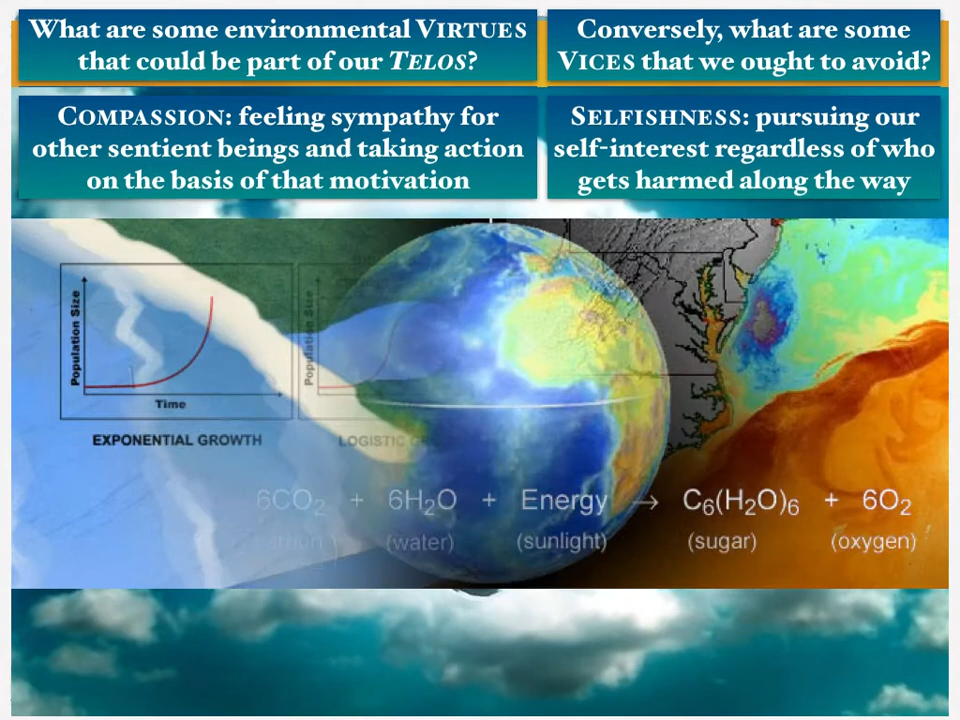 What are some environmental VIRTUES
that could be part of our TELOS?
Conversely, what are some
VICES that we ought to avoid?
COMPASSION: feeling sympathy for
other sentient beings and taking action
on the basis of that motivation
SELFISHNESS: pursuing our
self-interest regardless of who
gets harmed along the way
Population Size
Time
EXPONENTIAL GROWTH
Population Size
LOGISTIC
6CO₂ + 6H₂O + Energy → C₆(H₂O)₆ + 6O₂
(water) (sunlight) (sugar) (oxygen)